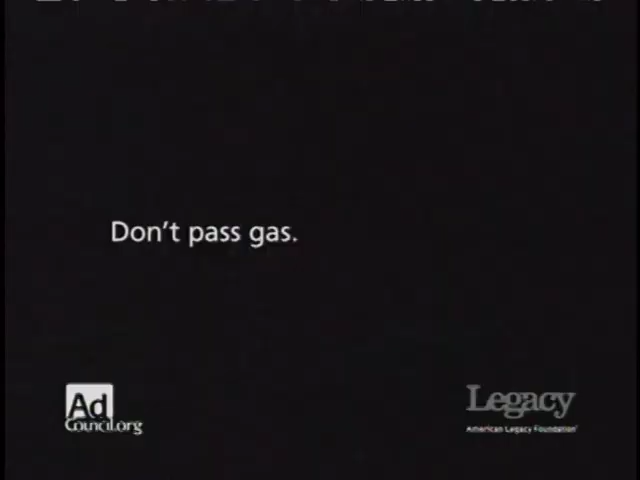 Don't pass gas.
Ad
Council.org
Legacy
American Legacy Foundation®